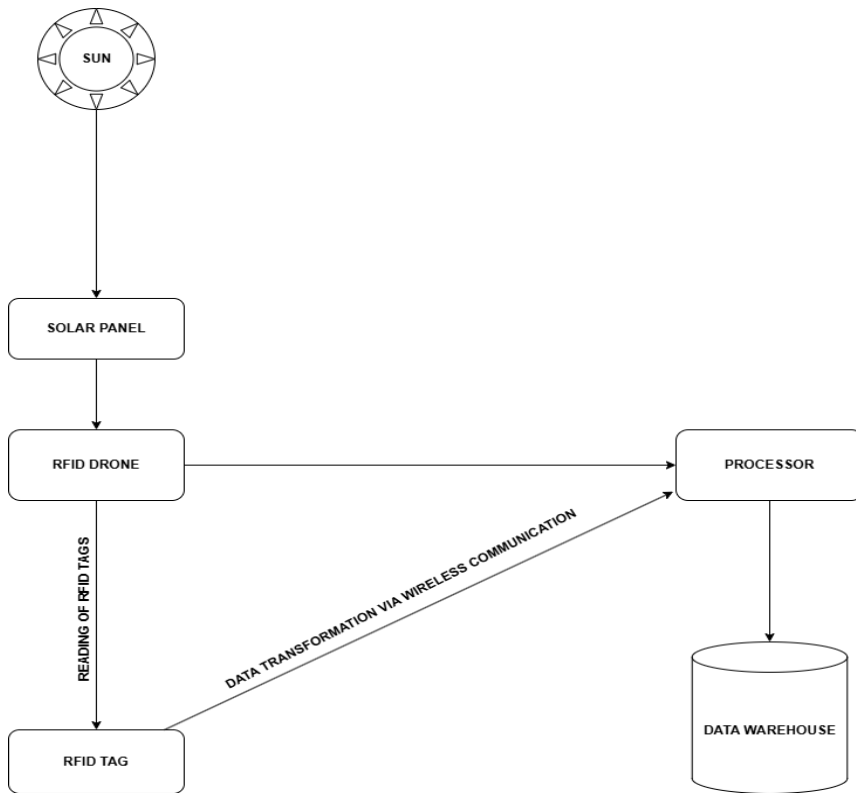 SUN
SOLAR PANEL
RFID DRONE
PROCESSOR
READING OF RFID TAGS
DATA TRANSFORMATION VIA WIRELESS COMMUNICATION
RFID TAG
DATA WAREHOUSE